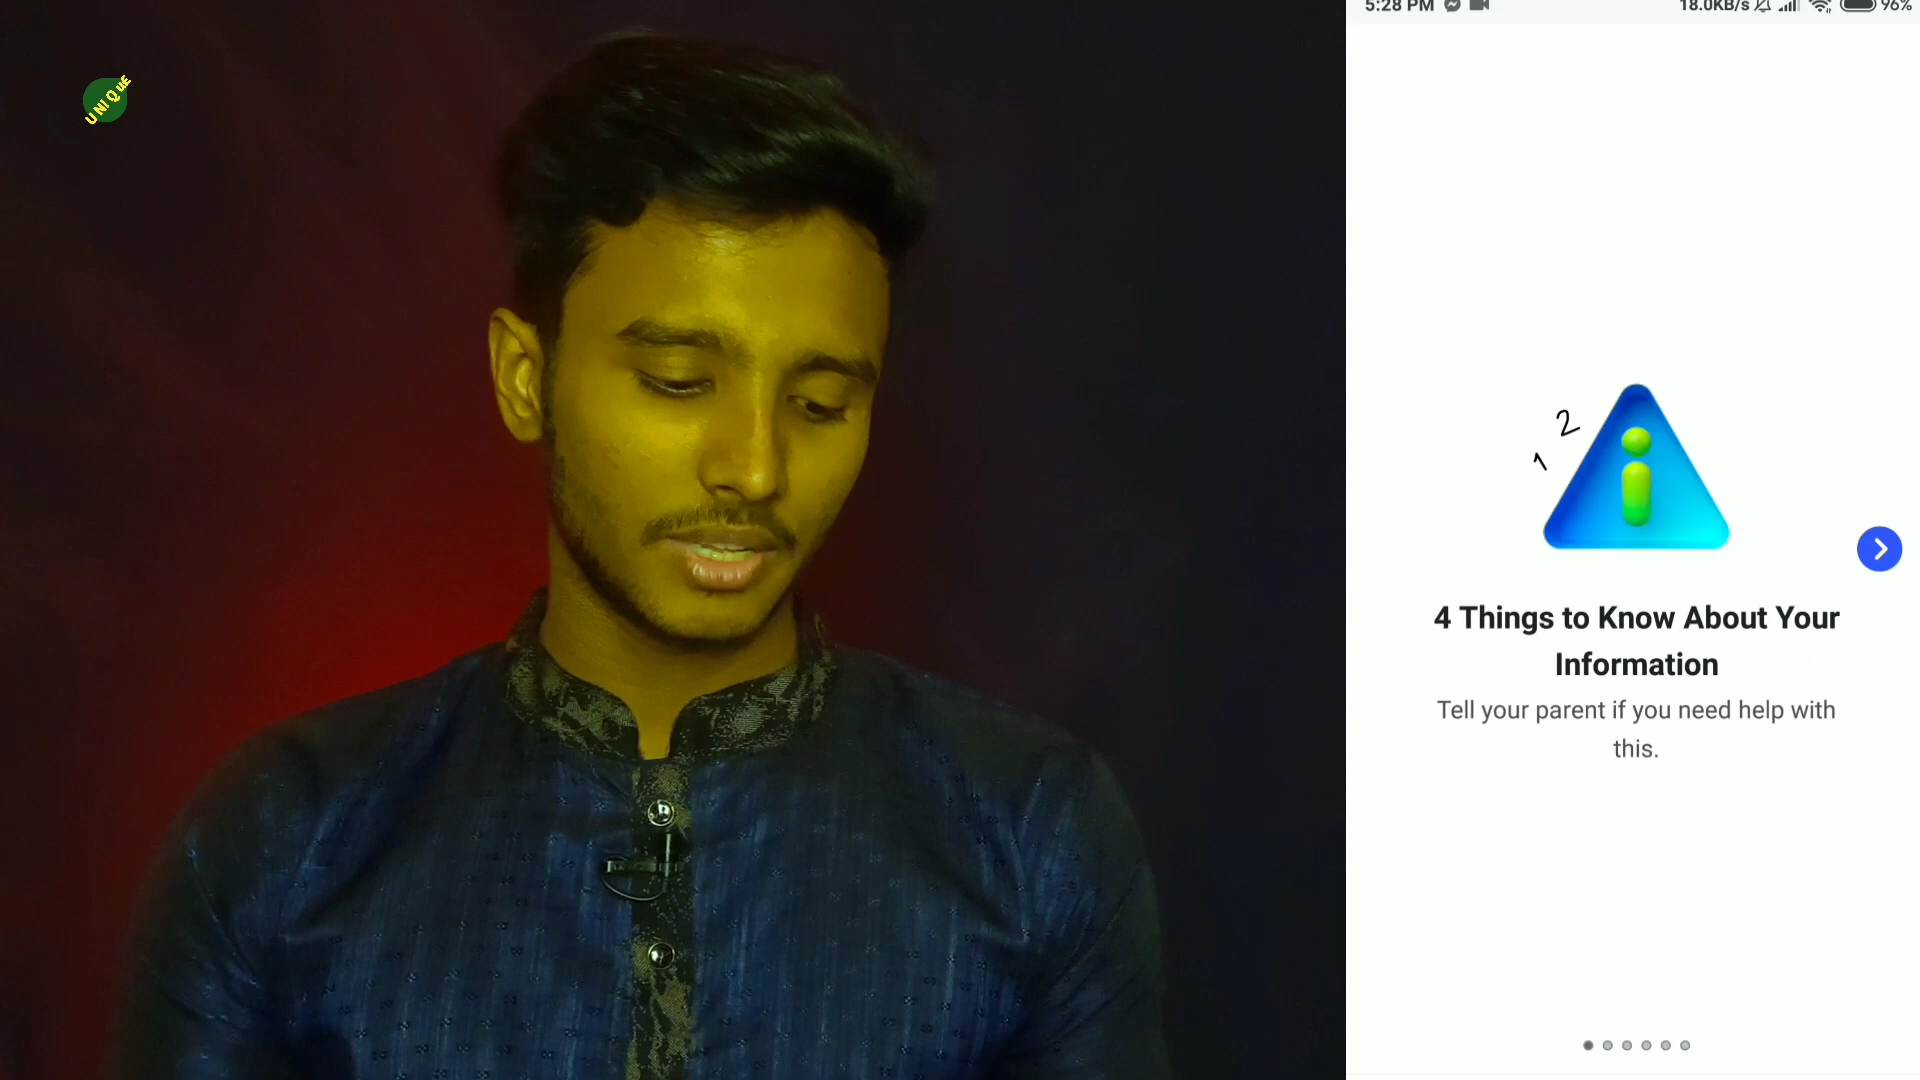 UNIQuE
5:28 PM
18.0KB/s
96%
2
1
4 Things to Know About Your
Information
Tell your parent if you need help with
this.